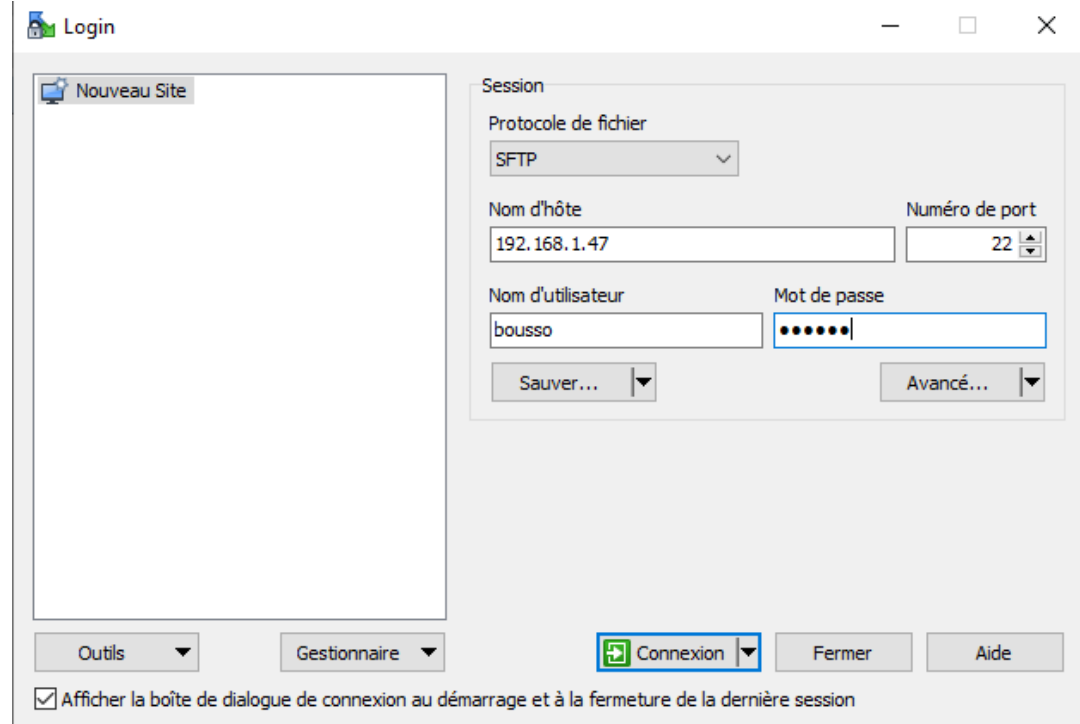 Login
Nouveau Site
Session
Protocole de fichier
SFTP
Nom d'hôte
Numéro de port
192.168.1.47
22
Nom d'utilisateur
Mot de passe
bousso
••••••
Sauver...
Avancé...
Outils
Gestionnaire
Connexion
Fermer
Aide
Afficher la boîte de dialogue de connexion au démarrage et à la fermeture de la dernière session